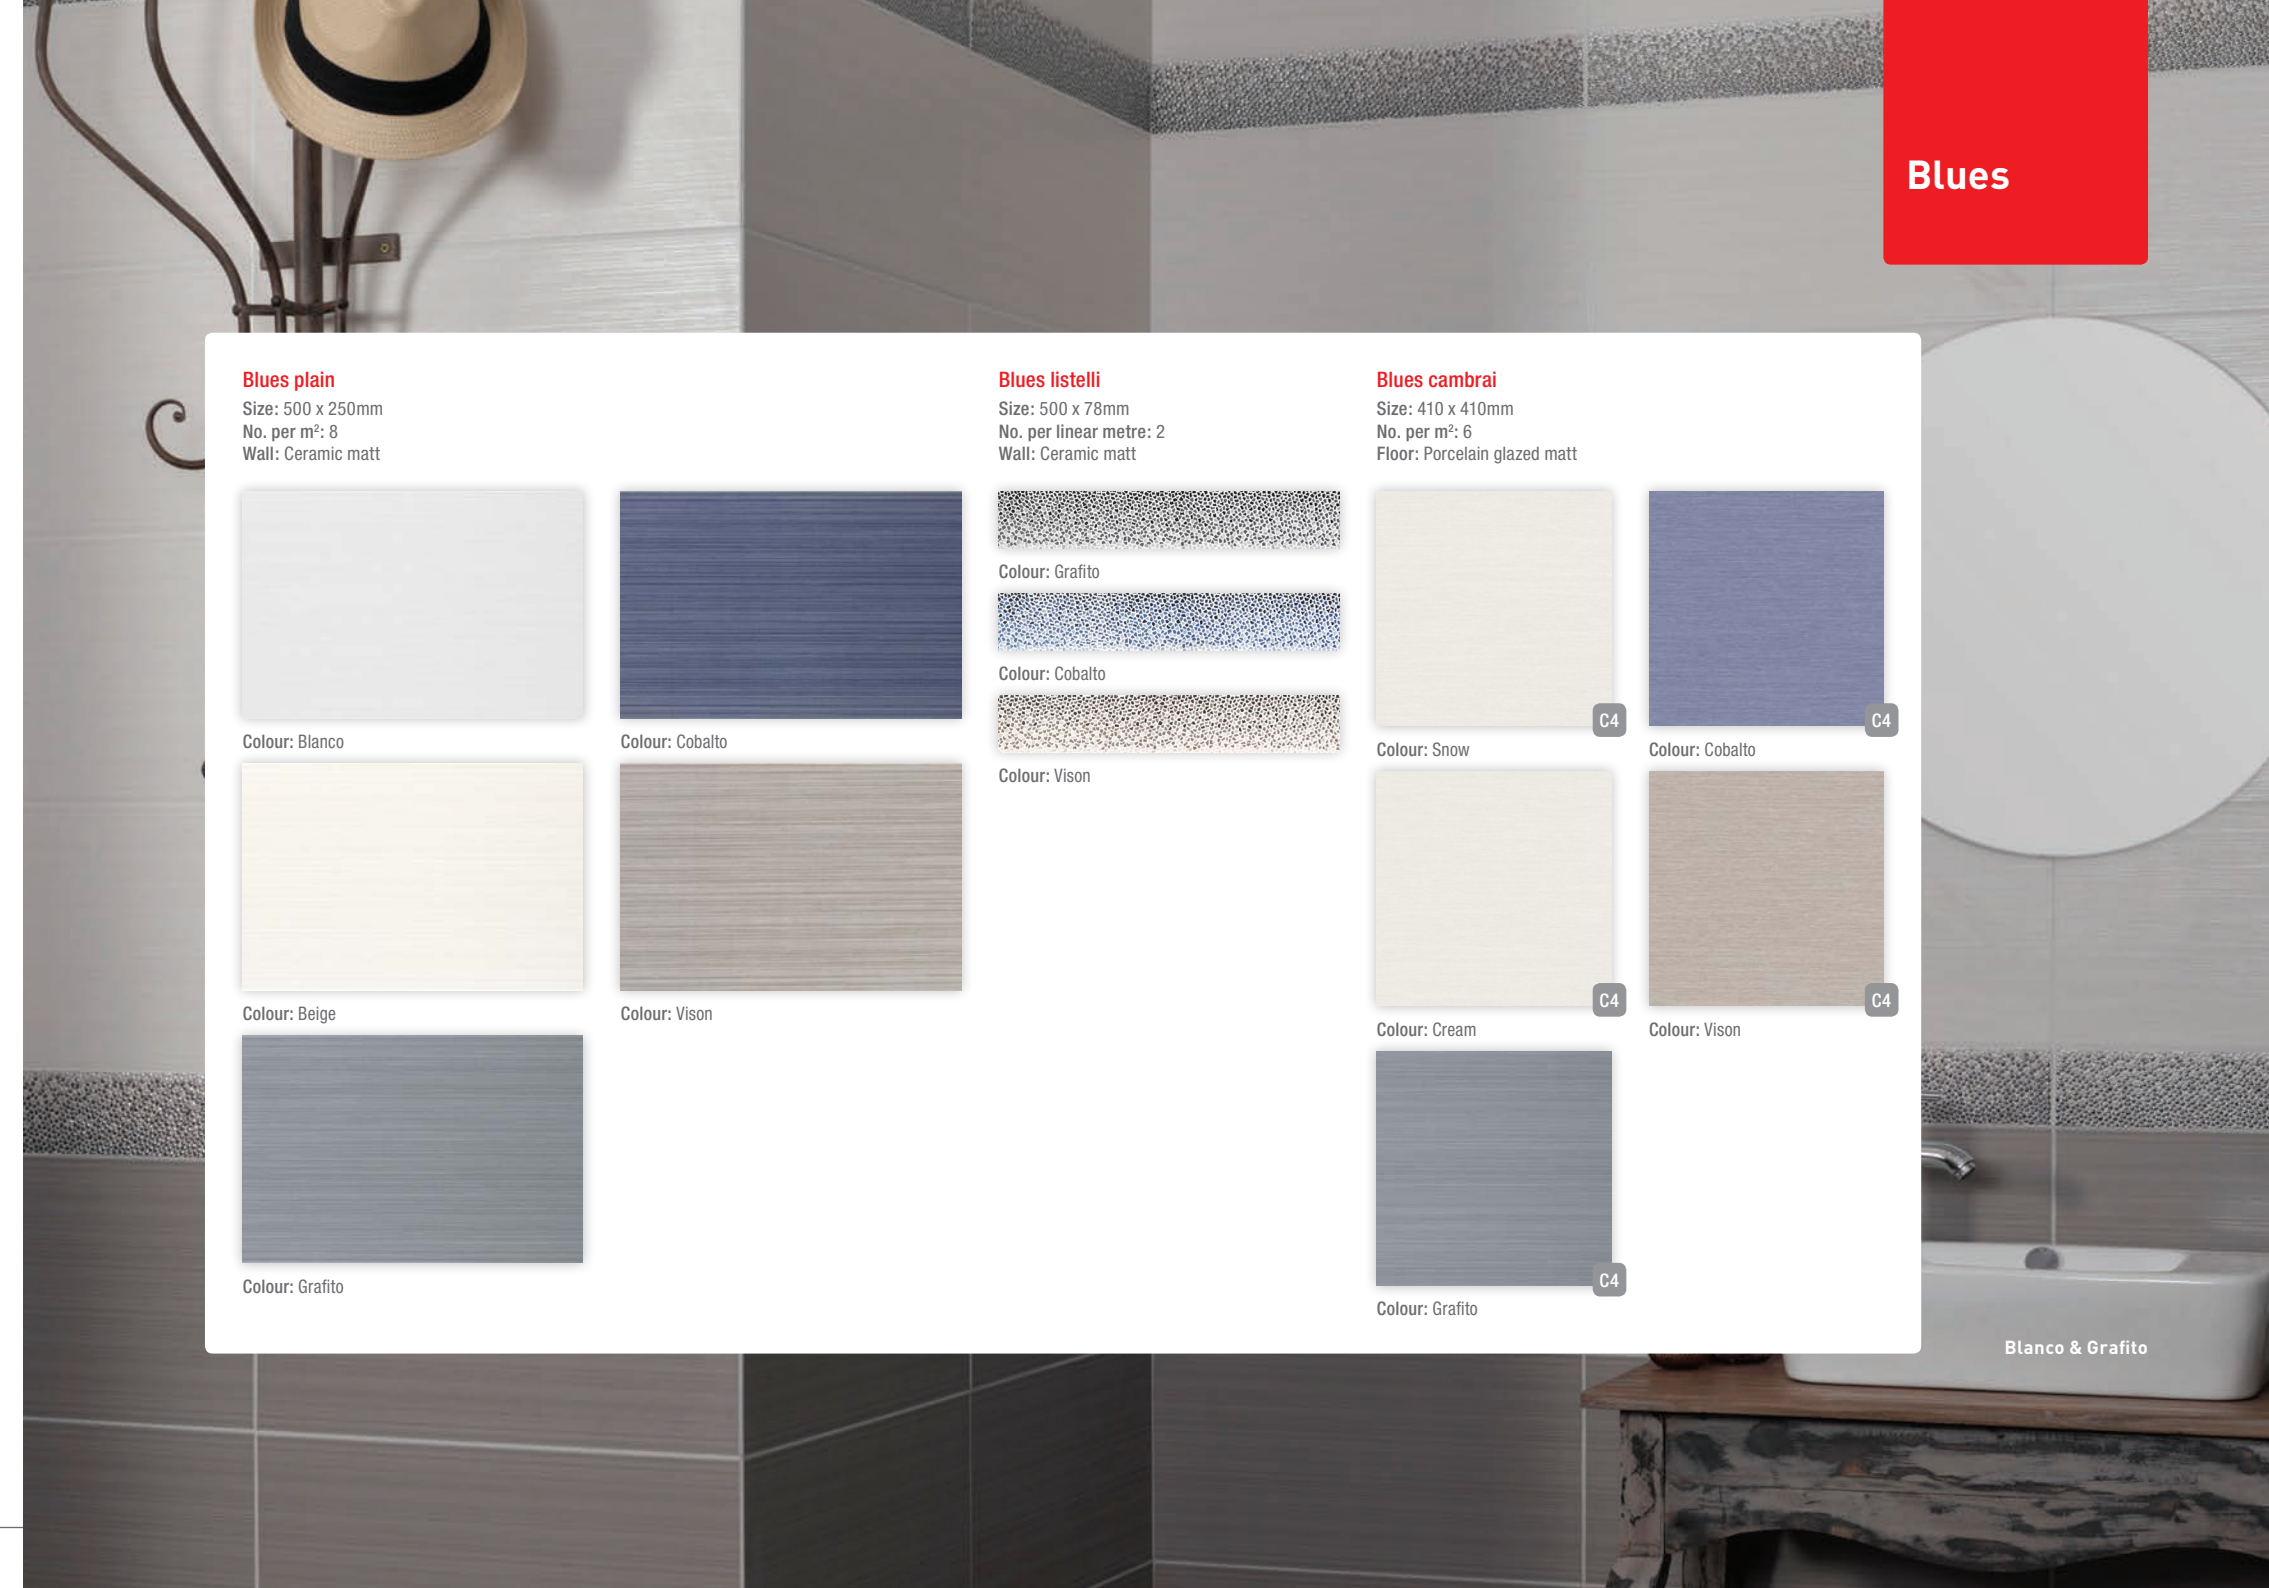 Blues
Blues plain
Size: 500 x 250mm
No. per m²: 8
Wall: Ceramic matt
Colour: Blanco
Colour: Cobalto
Colour: Beige
Colour: Vison
Colour: Grafito
Blues listelli
Size: 500 x 78mm
No. per linear metre: 2
Wall: Ceramic matt
Colour: Grafito
Colour: Cobalto
Colour: Vison
Blues cambrai
Size: 410 x 410mm
No. per m²: 6
Floor: Porcelain glazed matt
C4
C4
Colour: Snow
Colour: Cobalto
C4
C4
Colour: Cream
Colour: Vison
C4
Colour: Grafito
Blanco & Grafito